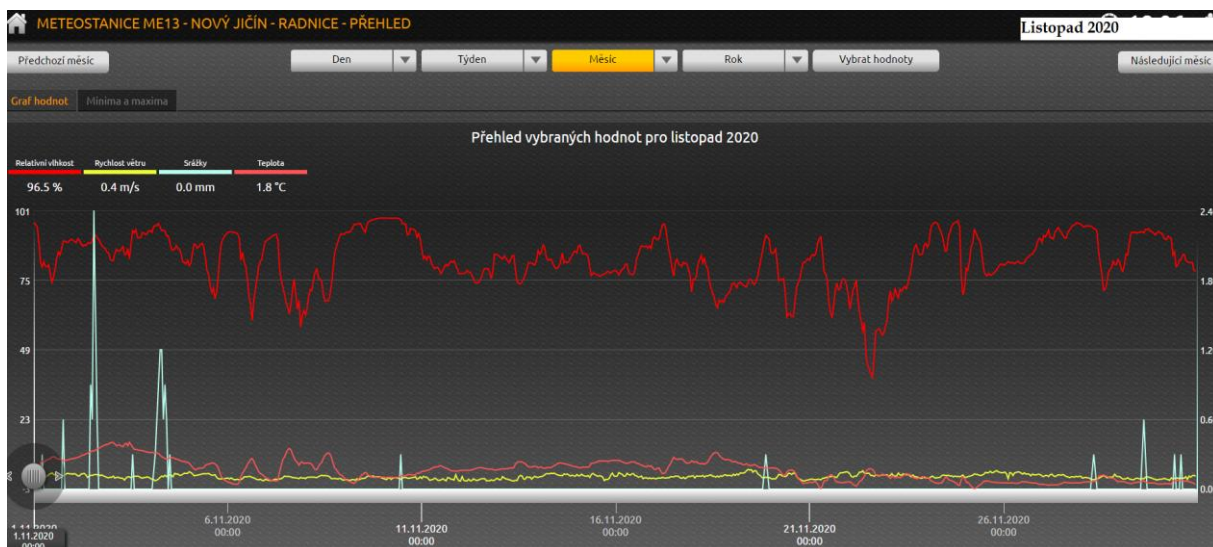 METEOSTANICE ME13 - NOVÝ JIČÍN - RADNICE - PŘEHLED
Listopad 2020
Předchozí měsíc
Den
Týden
Měsíc
Rok
Vybrat hodnoty
Následující měsíc
Graf hodnot
Minima a maxima
Přehled vybraných hodnot pro listopad 2020
Relativní vlhkost Rychlost větru Srážky Teplota
96.5 % 0.4 m/s 0.0 mm 1.8 °C
101 2.4
75 1.8
49 1.2
23 0.6
0.0
6.11.2020 16.11.2020 26.11.2020
00:00 00:00 00:00
1.11.2020 11.11.2020 21.11.2020
00:00 00:00 00:00